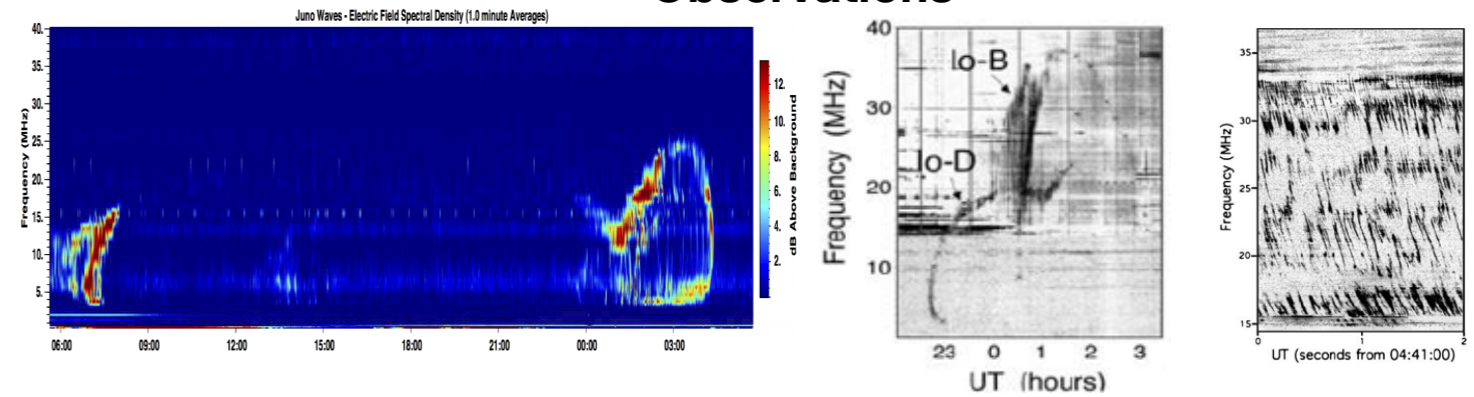 Observations
Juno Waves - Electric Field Spectral Density (1.0 minute Averages)
Frequency (MHz)
40.
35.
30.
25.
20.
15.
10.
5.
06:00 09:00 12:00 15:00 18:00 21:00 00:00 03:00
12.
10.
8.
6.
4.
2.
dB Above Background
Frequency (MHz)
40
30
20
10
Io-B
Io-D
23 0 1 2 3
UT (hours)
Frequency (MHz)
35
30
25
20
15
0 1 2
UT (seconds from 04:41:00)